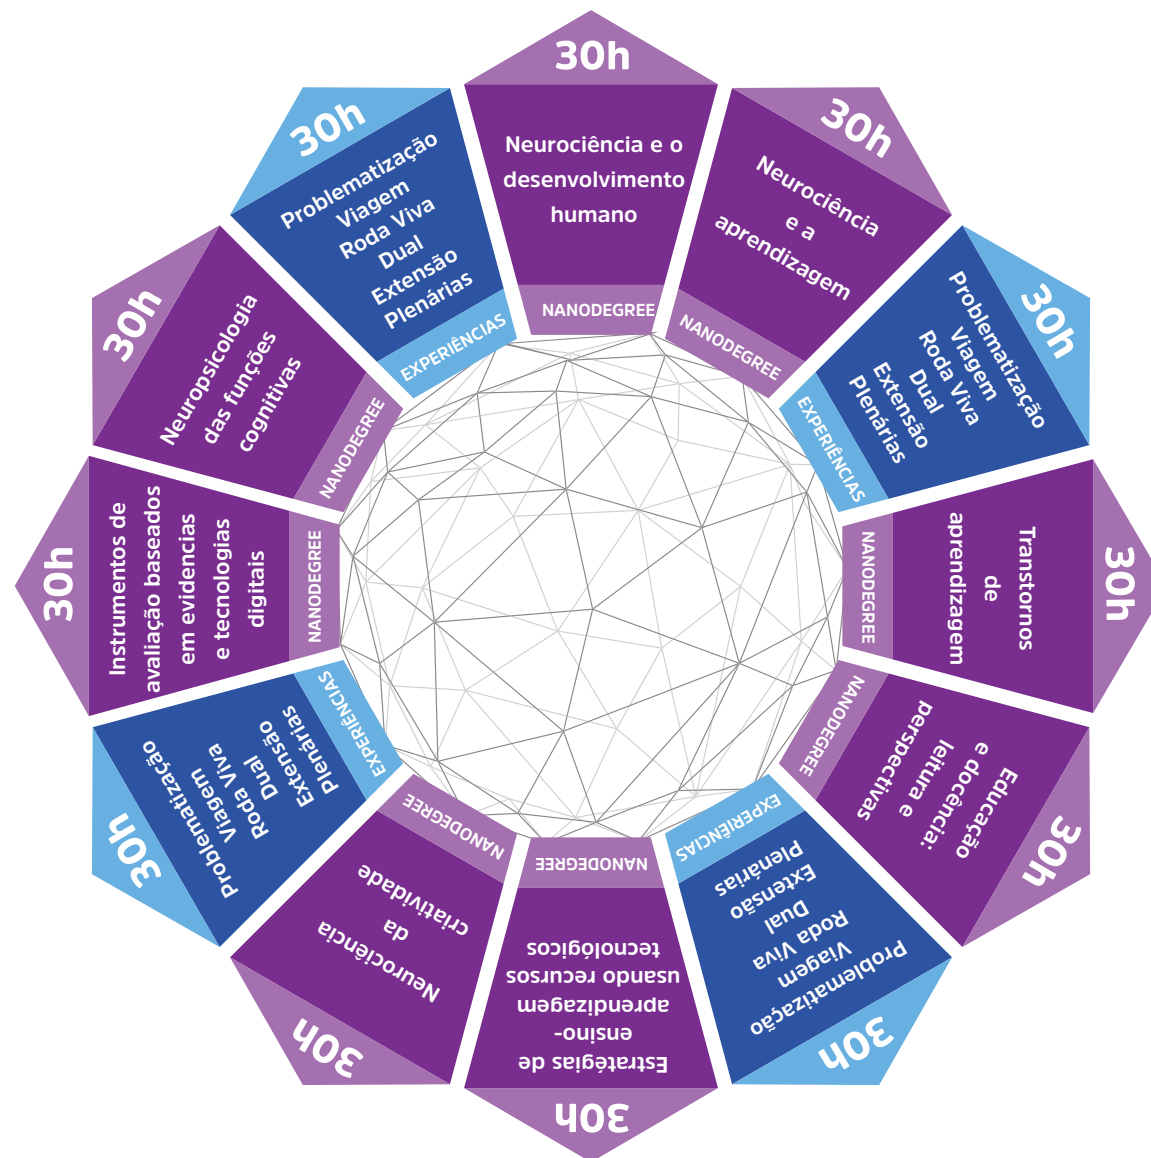 30h
Neurociência e o
desenvolvimento
humano
NANODEGREE
30h
Neurociência
e a
aprendizagem
NANODEGREE
30h
Problematização
Viagem
Roda Viva
Dual
Extensão
Plenárias
EXPERIÊNCIAS
30h
Transtornos
de
aprendizagem
NANODEGREE
30h
Educação
e docência:
leitura e
perspectivas
NANODEGREE
30h
Problematização
Viagem
Roda Viva
Dual
Extensão
Plenárias
EXPERIÊNCIAS
30h
Estratégias de
ensino-
aprendizagem
usando recursos
tecnológicos
NANODEGREE
30h
Neurociência
da
criatividade
NANODEGREE
30h
Problematização
Viagem
Roda Viva
Dual
Extensão
Plenárias
EXPERIÊNCIAS
30h
Instrumentos de
avaliação baseados
em evidencias
e tecnologias
digitais
NANODEGREE
30h
Neuropsicologia
das funções
cognitivas
NANODEGREE
30h
Problematização
Viagem
Roda Viva
Dual
Extensão
Plenárias
EXPERIÊNCIAS